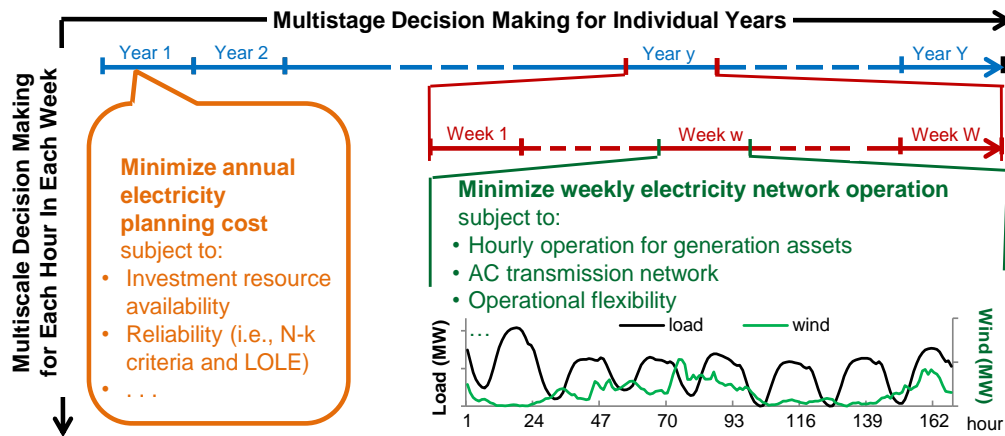 Multistage Decision Making for Individual Years
Multiscale Decision Making
for Each Hour In Each Week
Year 1
Year 2
Year y
Year Y
Week 1
Week w
Week W
Minimize annual
electricity
planning cost
subject to:
• Investment resource
availability
• Reliability (i.e., N-k
criteria and LOLE)
• . . .
Minimize weekly electricity network operation
subject to:
• Hourly operation for generation assets
• AC transmission network
• Operational flexibility
. . .
load
wind
Load (MW)
Wind (MW)
1 24 47 70 93 116 139 162 hour